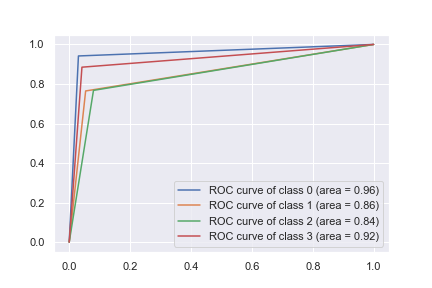 1.0
0.8
0.6
0.4
0.2
0.0
ROC curve of class 0 (area = 0.96)
ROC curve of class 1 (area = 0.86)
ROC curve of class 2 (area = 0.84)
ROC curve of class 3 (area = 0.92)
0.0 0.2 0.4 0.6 0.8 1.0